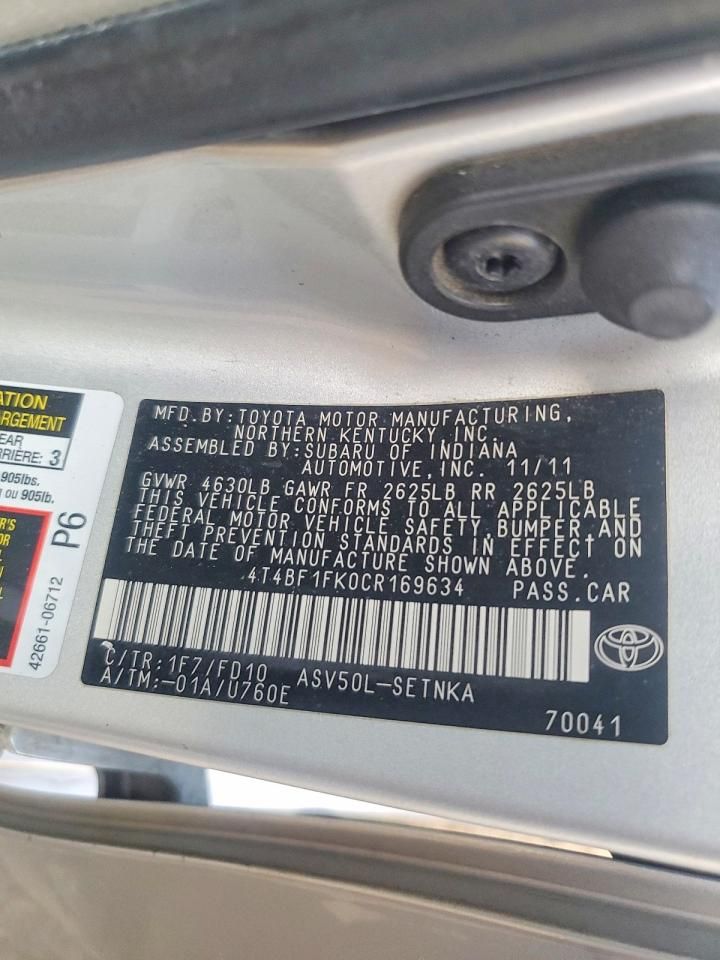 MFD. BY: TOYOTA MOTOR MANUFACTURING,
NORTHERN KENTUCKY, INC.
ASSEMBLED BY: SUBARU OF INDIANA
AUTOMOTIVE, INC. 11/11
GVWR 4630LB GAWR FR 2625LB RR 2625LB
THIS VEHICLE CONFORMS TO ALL APPLICABLE
FEDERAL MOTOR VEHICLE SAFETY, BUMPER, AND
THEFT PREVENTION STANDARDS IN EFFECT ON
THE DATE OF MANUFACTURE SHOWN ABOVE.
4T4BF1FK0CR169634 PASS.CAR
C/TR: 1F7/FD10 ASV50L-SETNKA
A/TM: -01A/U760E
70041
ATION
ARGEMENT
EAR
RRIÈRE: 3
905lbs.
ou 905lb.
R'S
OR
P6
42661-06712